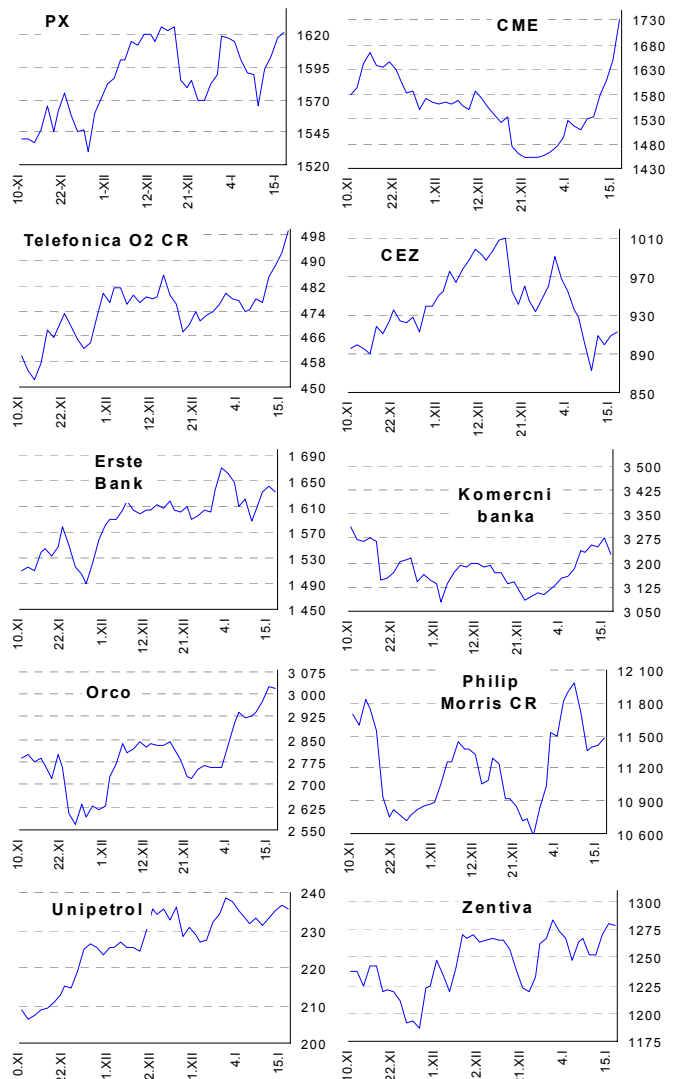 PX
1620
1595
1570
1545
1520
10-XI
22-XI
1-XII
12-XII
21-XII
4-I
15-I
CME
1730
1680
1630
1580
1530
1480
1430
10.XI
22.XI
1.XII
12.XII
21.XII
4.I
15.I
Telefonica O2 CR
498
490
482
474
466
458
450
10.XI
22.XI
1.XII
12.XII
21.XII
4.I
15.I
CEZ
1010
970
930
890
850
10.XI
22.XI
1.XII
12.XII
21.XII
4.I
15.I
Erste
Bank
1 690
1 650
1 610
1 570
1 530
1 490
1 450
10.XI
22.XI
1.XII
12.XII
21.XII
4.I
15.I
Komercni
banka
3 500
3 425
3 350
3 275
3 200
3 125
3 050
10.XI
22.XI
1.XII
12.XII
21.XII
4.I
15.I
Orco
3 075
3 000
2 925
2 850
2 775
2 700
2 625
2 550
10.XI
22.XI
1.XII
12.XII
21.XII
4.I
15.I
Philip
Morris CR
12 100
11 800
11 500
11 200
10 900
10 600
10.XI
22.XI
1.XII
12.XII
21.XII
4.I
15.I
Unipetrol
240
230
220
210
200
0.XI
22.XI
1.XII
2.XII
21.XII
4.I
15.I
Zentiva
1300
1275
1250
1225
1200
1175
10.XI
22.XI
1.XII
12.XII
21.XII
4.I
15.I